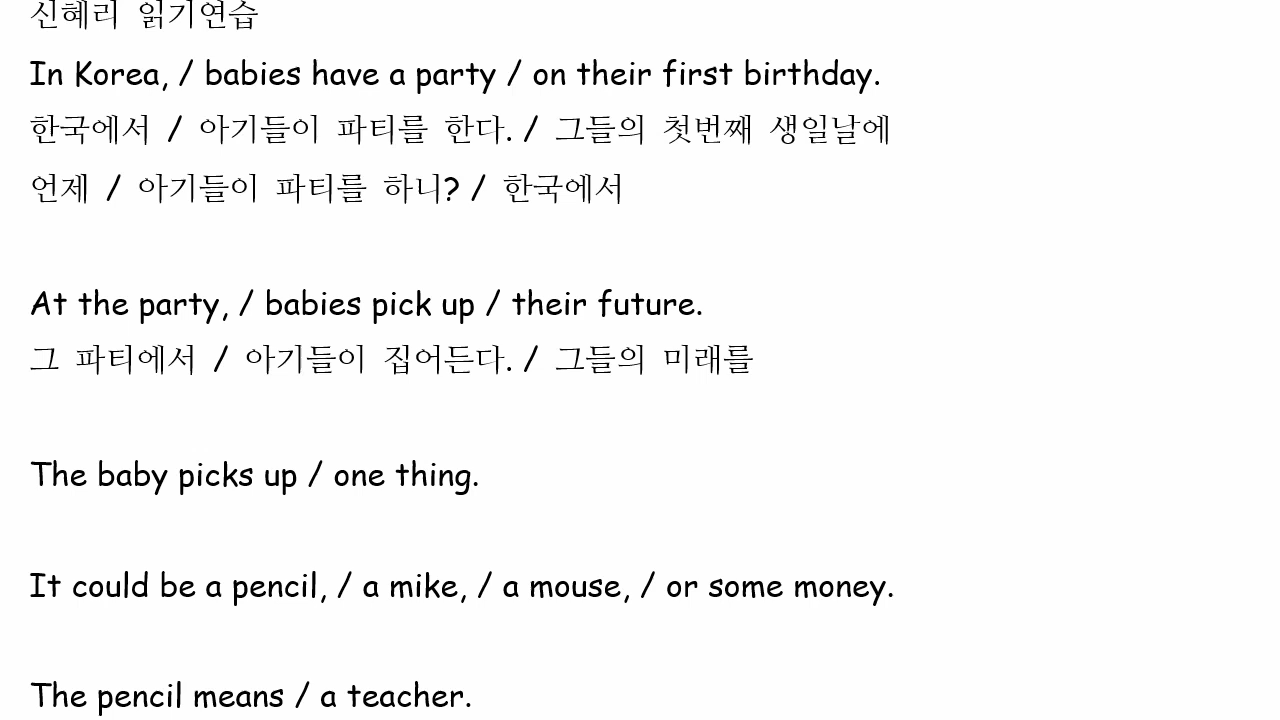 신혜리 읽기연습
In Korea, / babies have a party / on their first birthday.
한국에서 / 아기들이 파티를 한다. / 그들의 첫번째 생일날에
언제 / 아기들이 파티를 하니? / 한국에서
At the party, / babies pick up / their future.
그 파티에서 / 아기들이 집어든다. / 그들의 미래를
The baby picks up / one thing.
It could be a pencil, / a mike, / a mouse, / or some money.
The pencil means / a teacher.